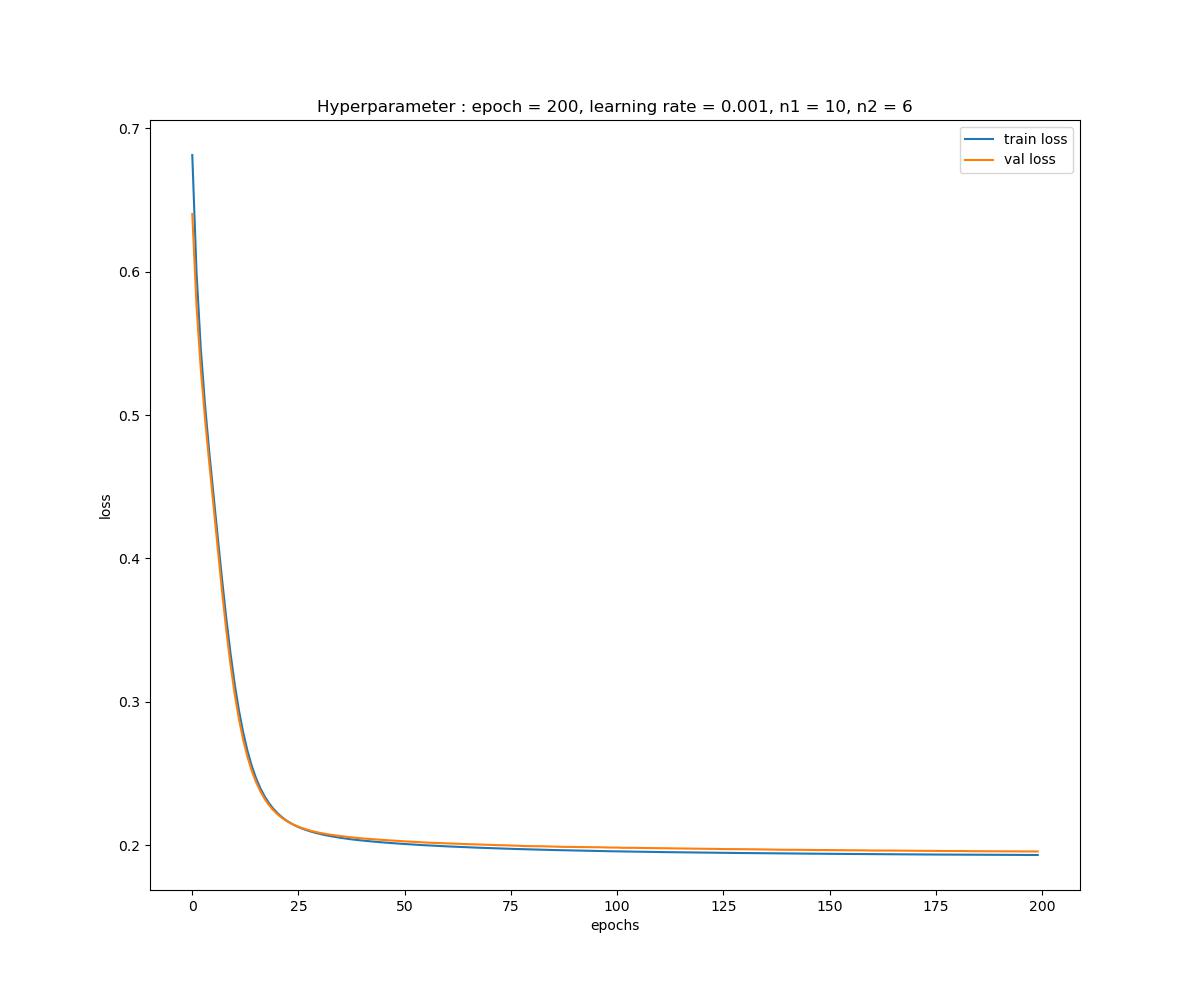 Hyperparameter : epoch = 200, learning rate = 0.001, n1 = 10, n2 = 6
train loss
val loss
0.7
0.6
0.5
0.4
0.3
0.2
loss
0 25 50 75 100 125 150 175 200
epochs